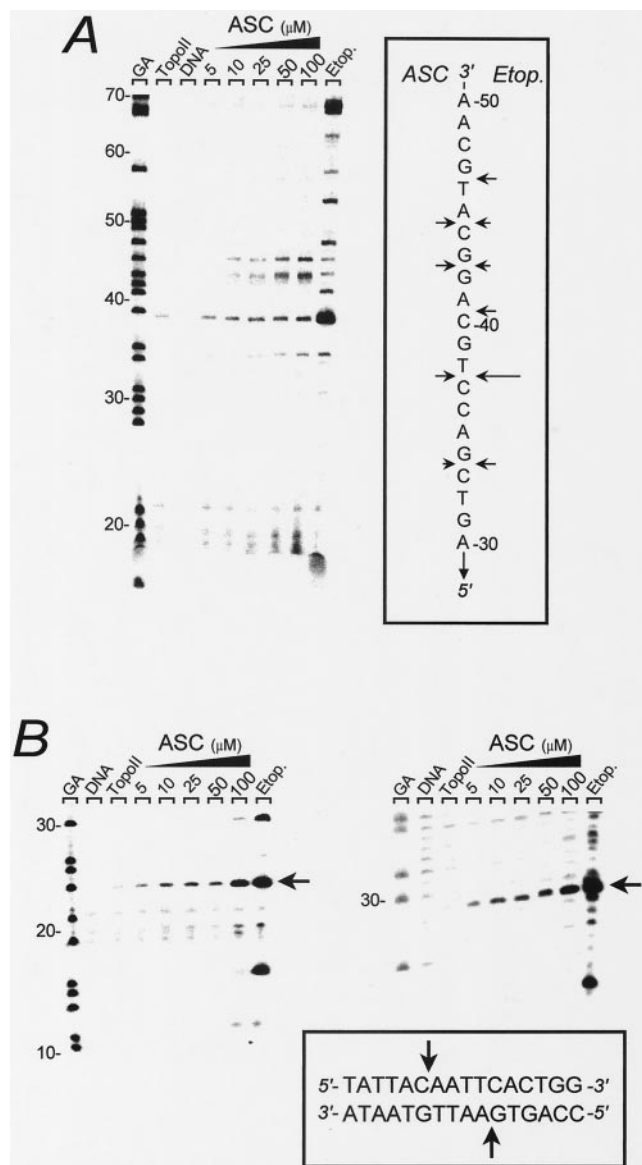 A
ASC (μM)
GA TopoII DNA 5 10 25 50 100 Etop.
70-
60-
50-
40-
30-
20-
ASC 3' Etop.
A -50
A
C
G
T
A
C
G
G
A
C -40
G
T
C
C
A
G
C
T
G
A -30
5'
B
ASC (μM)
GA DNA TopoII 5 10 25 50 100 Etop.
30-
20-
10-
ASC (μM)
GA DNA TopoII 5 10 25 50 100 Etop.
30-
5'- TATTACAATTCACTGG -3'
3'- ATAATGTTAAGTGACC -5'